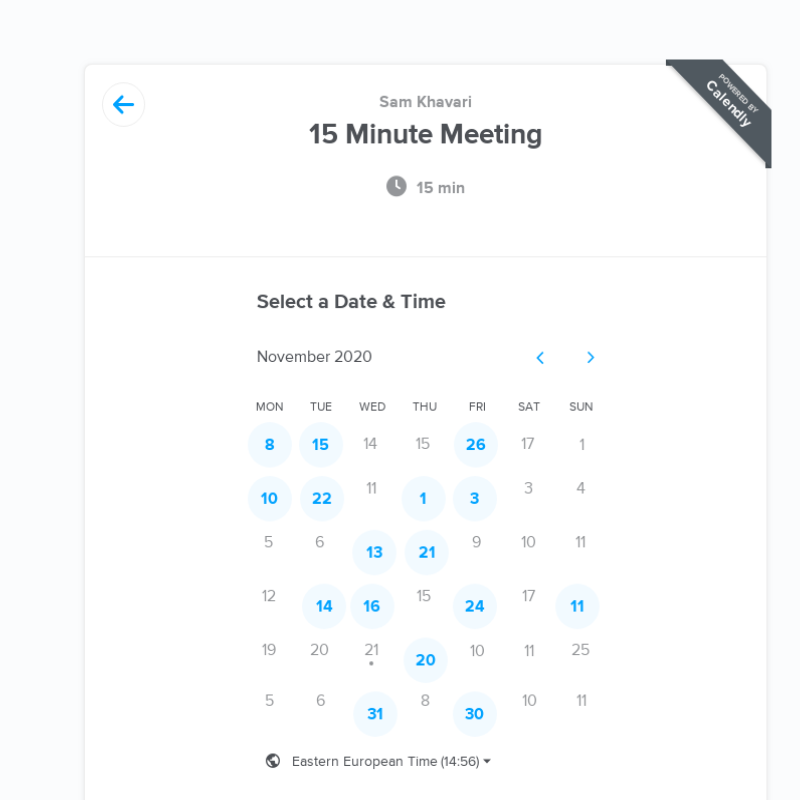 POWERED BY
Calendly
Sam Khavari
15 Minute Meeting
15 min
Select a Date & Time
November 2020
MON TUE WED THU FRI SAT SUN
8 15 14 15 26 17 1
10 22 11 1 3 3 4
5 6 13 21 9 10 11
12 14 16 15 24 17 11
19 20 21 20 10 11 25
5 6 31 8 30 10 11
Eastern European Time (14:56)